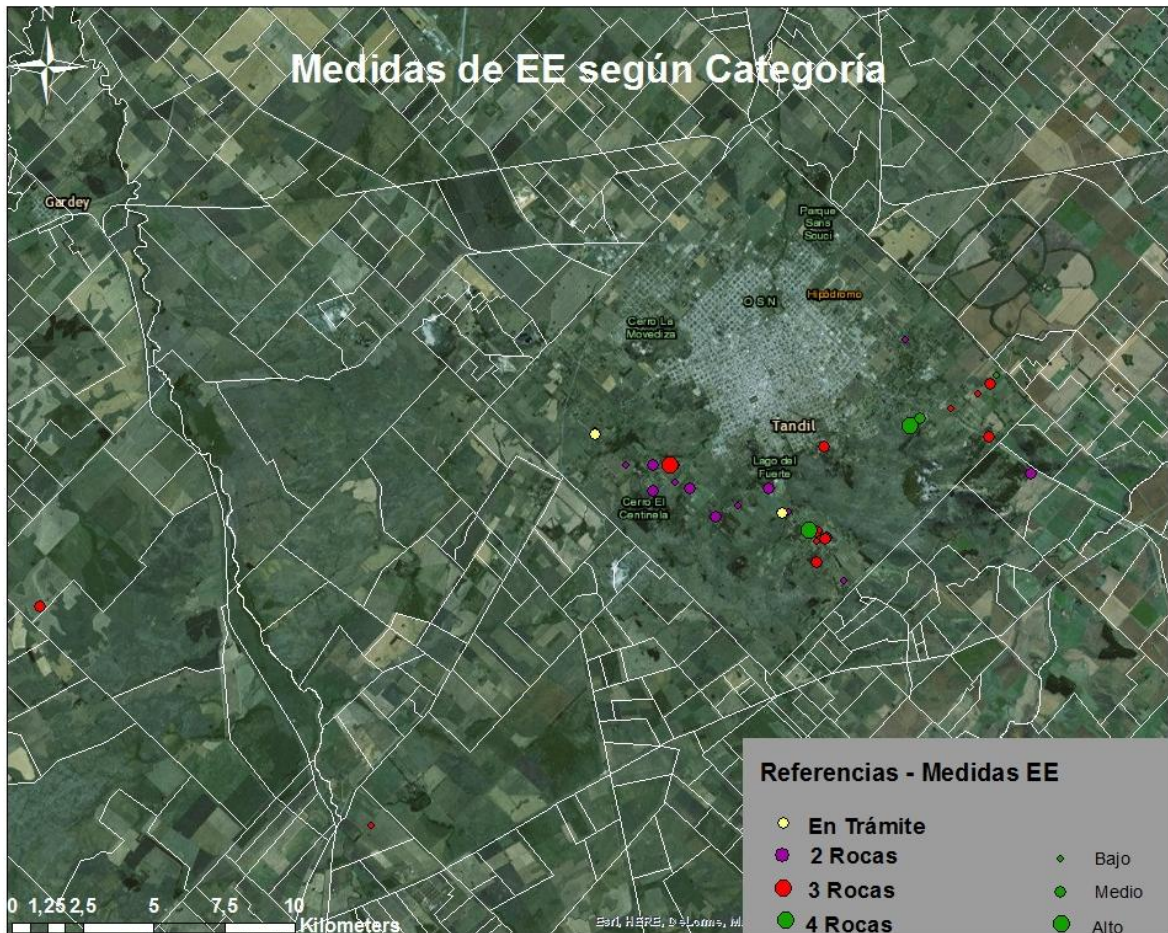 N
Medidas de EE según Categoría
Gardey
Parque
Sans
Souci
O S N
Hipódromo
Cerro La
Movediza
Tandil
Lago del
Fuerte
Cerro El
Centinela
Referencias - Medidas EE
En Trámite
2 Rocas
3 Rocas
4 Rocas
Bajo
Medio
Alto
0 1,25 2,5 5 7,5 10
Kilometers
Esri, HERE, DeLorme, M